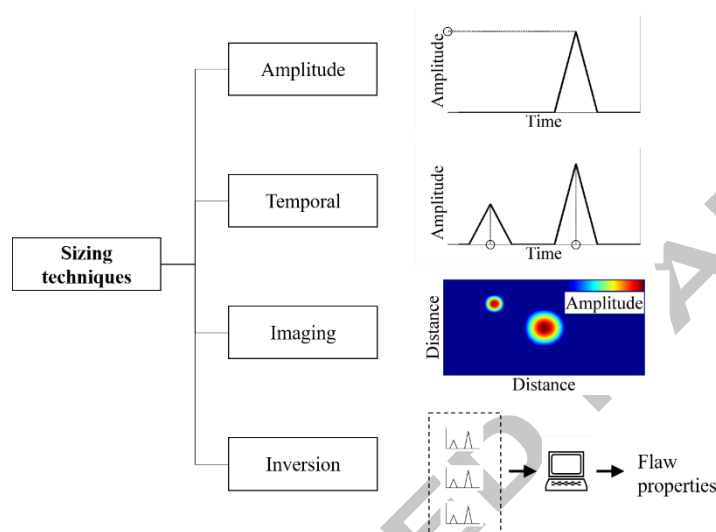 Sizing
techniques
Amplitude
Amplitude
Time
Temporal
Amplitude
Time
Imaging
Amplitude
Distance
Distance
Inversion
Flaw
properties